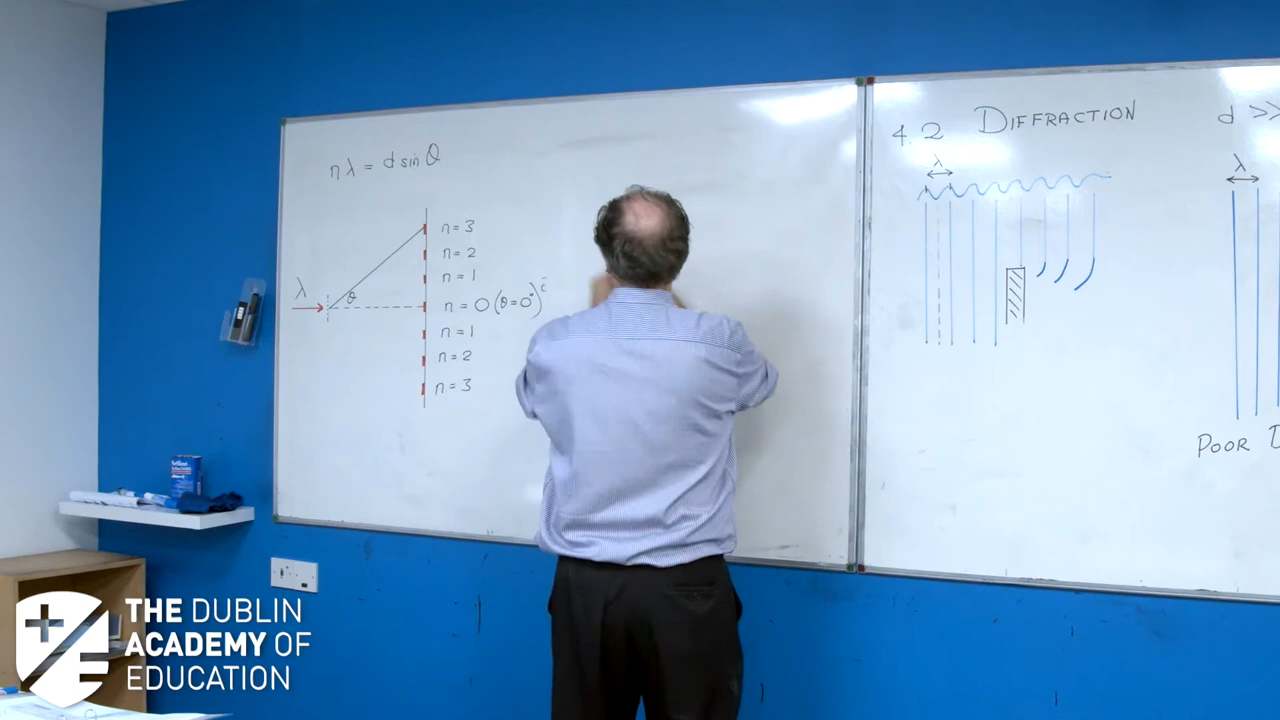 nλ = d sin θ
n = 3
n = 2
n = 1
λ
θ
n = 0 (θ = 0°)
n = 1
n = 2
n = 3
4.2 DIFFRACTION
λ
d >>
λ
POOR D
THE DUBLIN
ACADEMY OF
EDUCATION